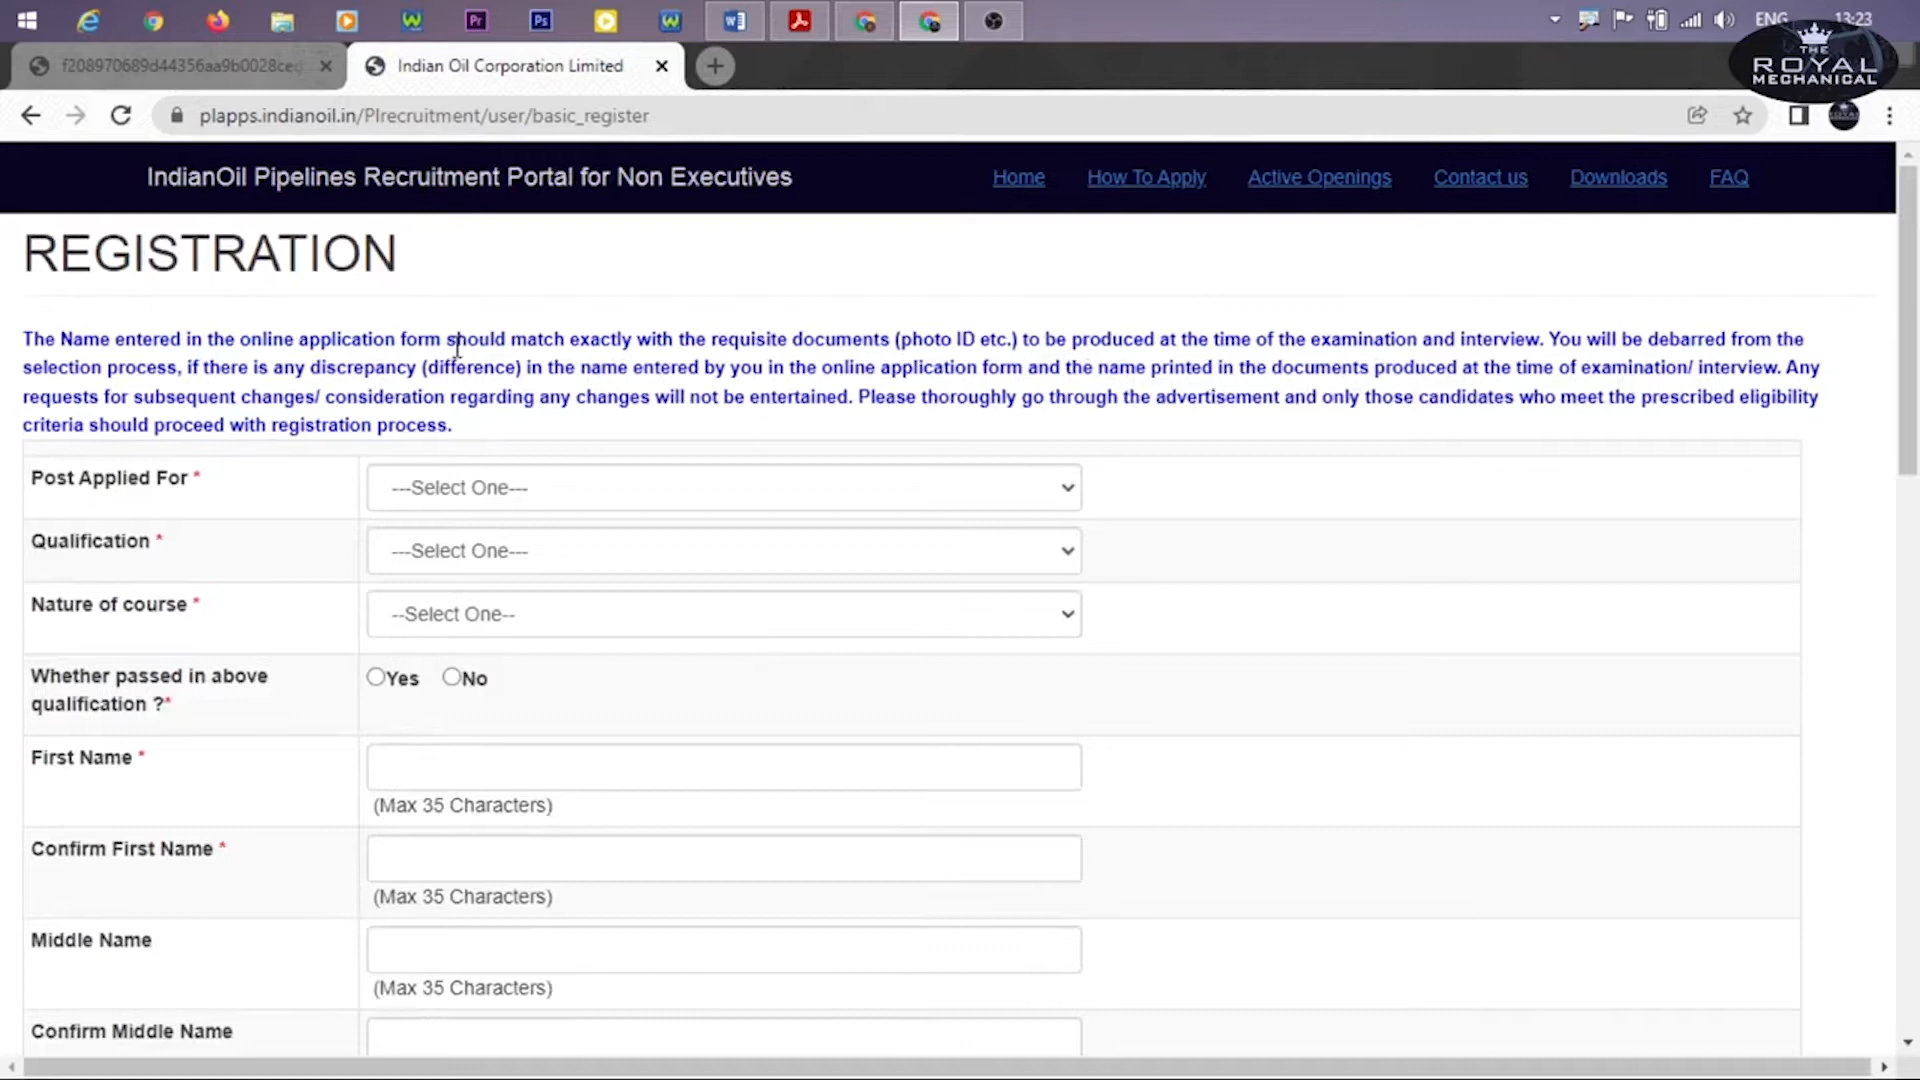 ENG 13:23
f208970689d44356aa9b0028ced
Indian Oil Corporation Limited
THE
ROYAL
MECHANICAL
plapps.indianoil.in/PIrecruitment/user/basic_register
IndianOil Pipelines Recruitment Portal for Non Executives
Home How To Apply Active Openings Contact us Downloads FAQ
REGISTRATION
The Name entered in the online application form should match exactly with the requisite documents (photo ID etc.) to be produced at the time of the examination and interview. You will be debarred from the
selection process, if there is any discrepancy (difference) in the name entered by you in the online application form and the name printed in the documents produced at the time of examination/ interview. Any
requests for subsequent changes/ consideration regarding any changes will not be entertained. Please thoroughly go through the advertisement and only those candidates who meet the prescribed eligibility
criteria should proceed with registration process.
Post Applied For *
---Select One---
Qualification *
---Select One---
Nature of course *
--Select One--
Whether passed in above
qualification ?*
Yes No
First Name *
(Max 35 Characters)
Confirm First Name *
(Max 35 Characters)
Middle Name
(Max 35 Characters)
Confirm Middle Name